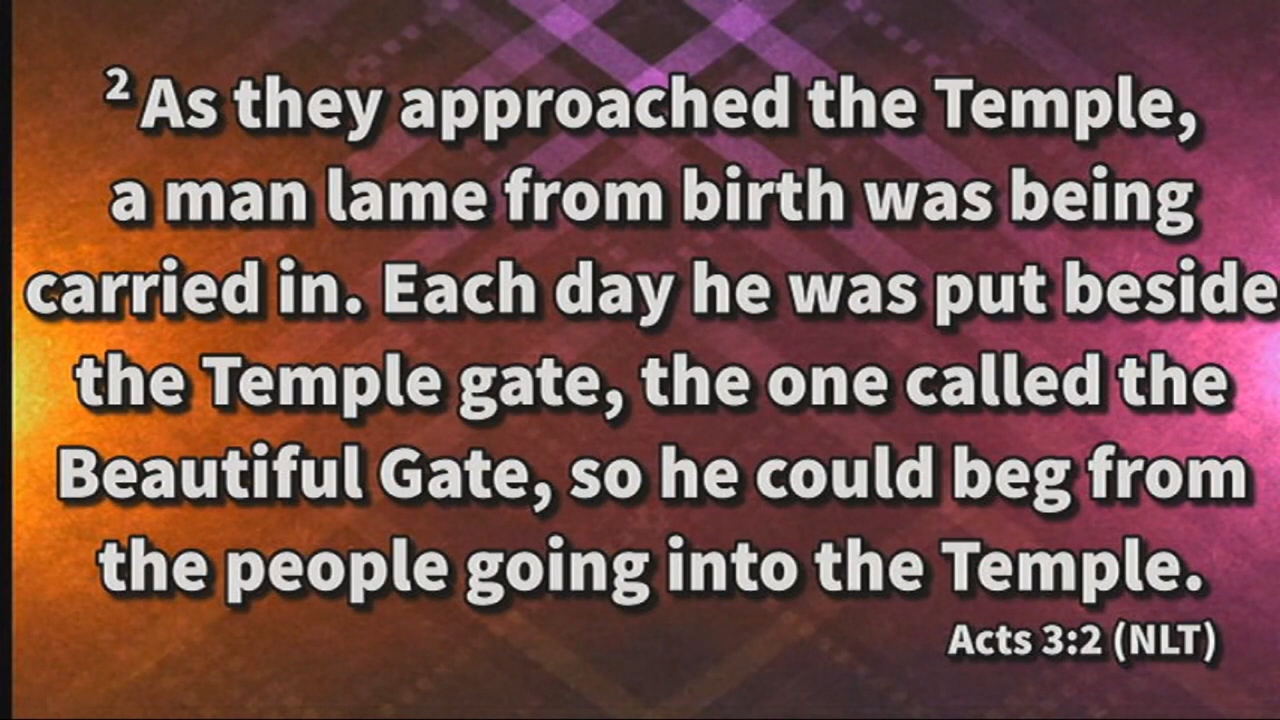 ² As they approached the Temple,
a man lame from birth was being
carried in. Each day he was put beside
the Temple gate, the one called the
Beautiful Gate, so he could beg from
the people going into the Temple.
Acts 3:2 (NLT)